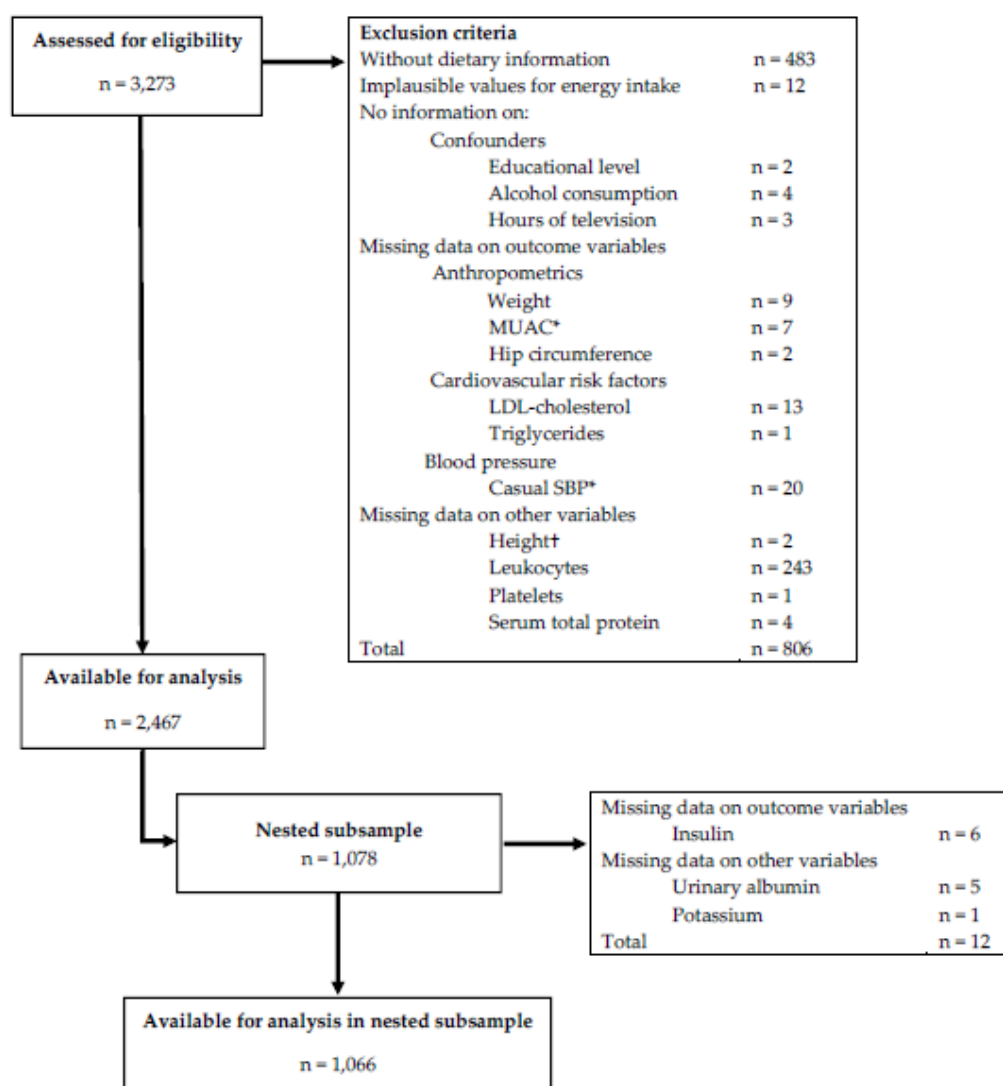 Assessed for eligibility
n = 3,273
Exclusion criteria
Without dietary information n = 483
Implausible values for energy intake n = 12
No information on:
Confounders
Educational level n = 2
Alcohol consumption n = 4
Hours of television n = 3
Missing data on outcome variables
Anthropometrics
Weight n = 9
MUAC* n = 7
Hip circumference n = 2
Cardiovascular risk factors
LDL-cholesterol n = 13
Triglycerides n = 1
Blood pressure
Casual SBP* n = 20
Missing data on other variables
Height† n = 2
Leukocytes n = 243
Platelets n = 1
Serum total protein n = 4
Total n = 806
Available for analysis
n = 2,467
Nested subsample
n = 1,078
Missing data on outcome variables
Insulin n = 6
Missing data on other variables
Urinary albumin n = 5
Potassium n = 1
Total n = 12
Available for analysis in nested subsample
n = 1,066